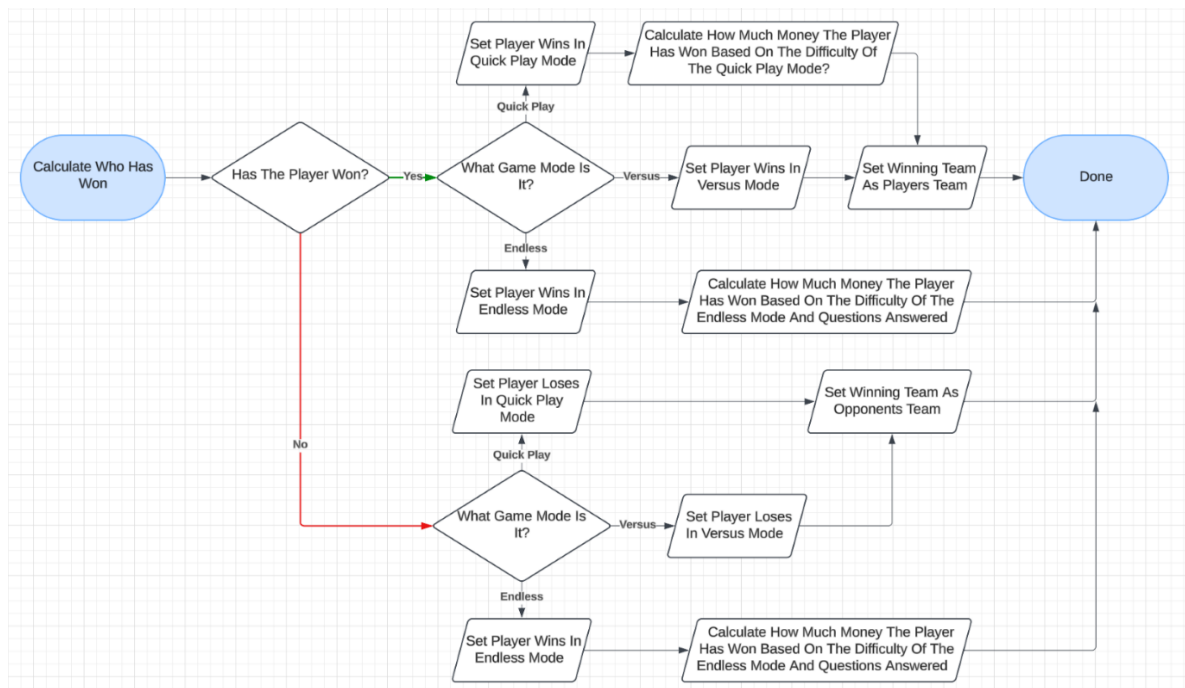 Set Player Wins In
Quick Play Mode
Calculate How Much Money The Player
Has Won Based On The Difficulty Of
The Quick Play Mode?
Quick Play
Calculate Who Has
Won
Has The Player Won?
Yes
What Game Mode Is
It?
Versus
Set Player Wins In
Versus Mode
Set Winning Team
As Players Team
Done
Endless
Set Player Wins In
Endless Mode
Calculate How Much Money The Player
Has Won Based On The Difficulty Of The
Endless Mode And Questions Answered
Set Player Loses
In Quick Play
Mode
Set Winning Team As
Opponents Team
No
Quick Play
What Game Mode Is
It?
Versus
Set Player Loses
In Versus Mode
Endless
Set Player Wins In
Endless Mode
Calculate How Much Money The Player
Has Won Based On The Difficulty Of The
Endless Mode And Questions Answered